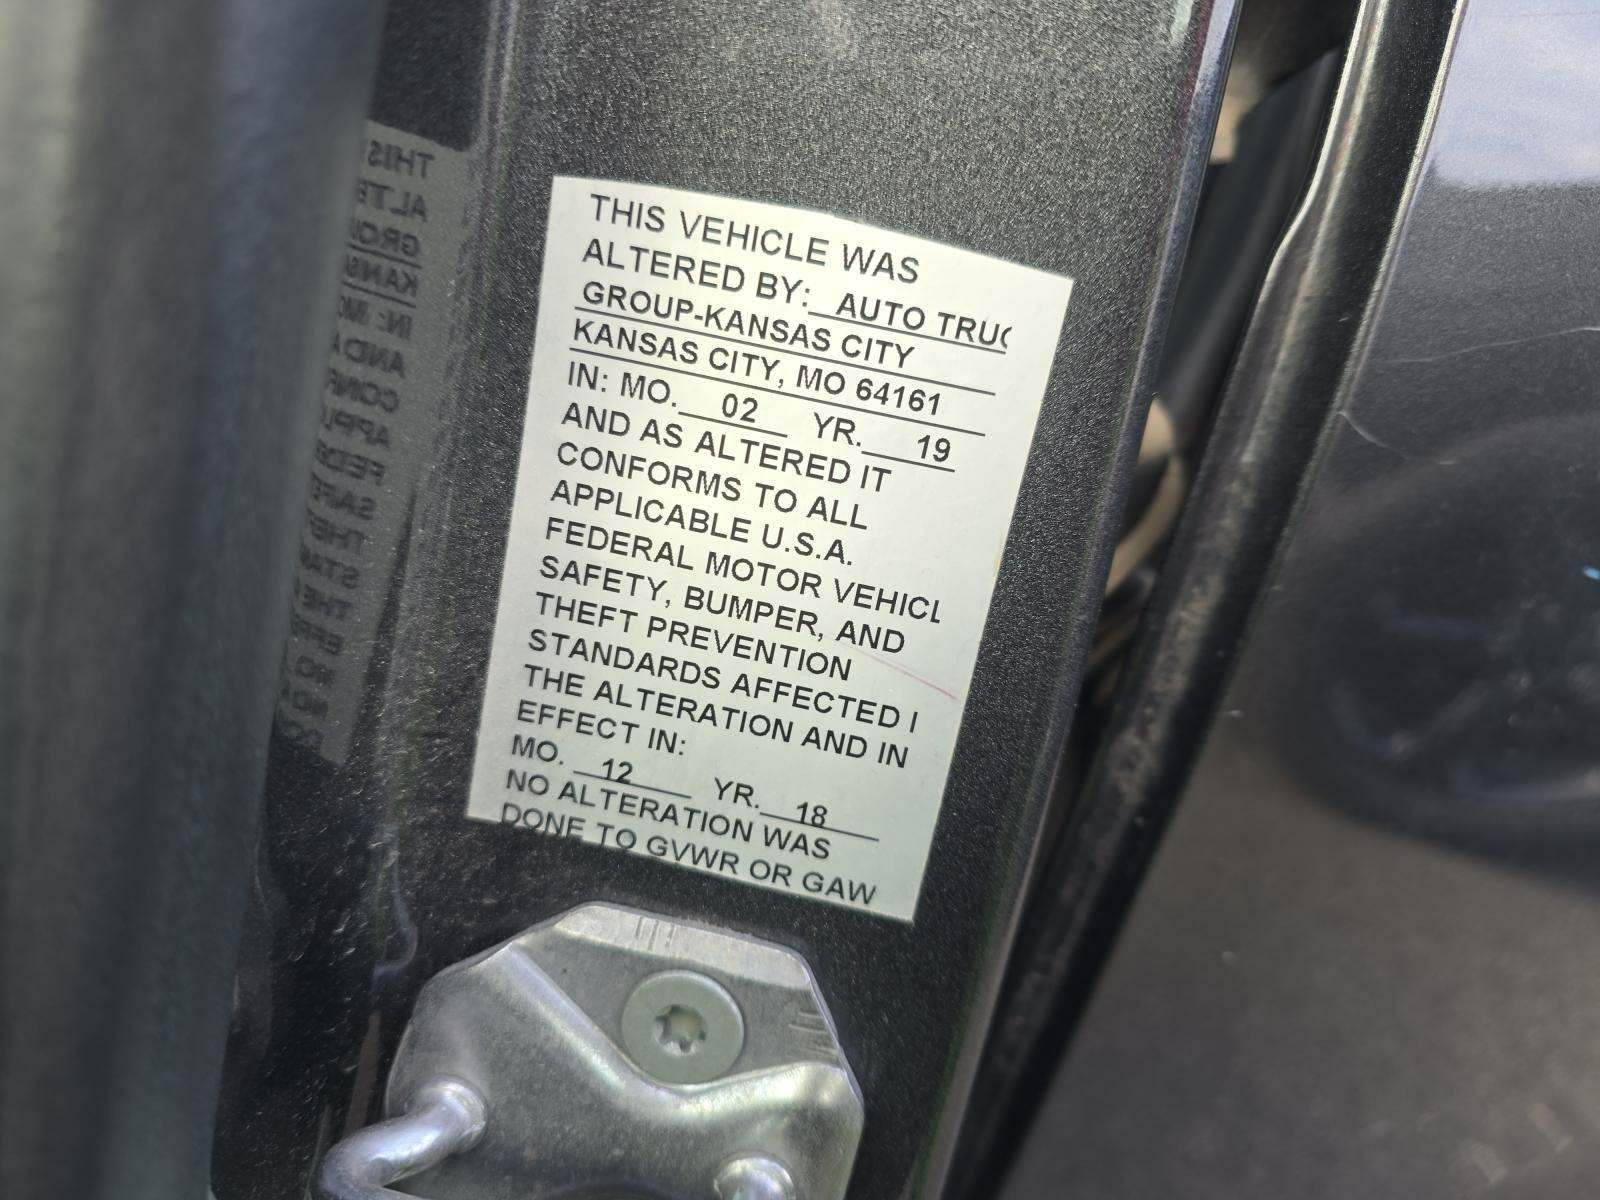 THIS VEHICLE WAS
ALTERED BY: AUTO TRUC
GROUP-KANSAS CITY
KANSAS CITY, MO 64161
IN: MO. 02 YR. 19
AND AS ALTERED IT
CONFORMS TO ALL
APPLICABLE U.S.A.
FEDERAL MOTOR VEHICL
SAFETY, BUMPER, AND
THEFT PREVENTION
STANDARDS AFFECTED I
THE ALTERATION AND IN
EFFECT IN:
MO. 12 YR. 18
NO ALTERATION WAS
DONE TO GVWR OR GAW